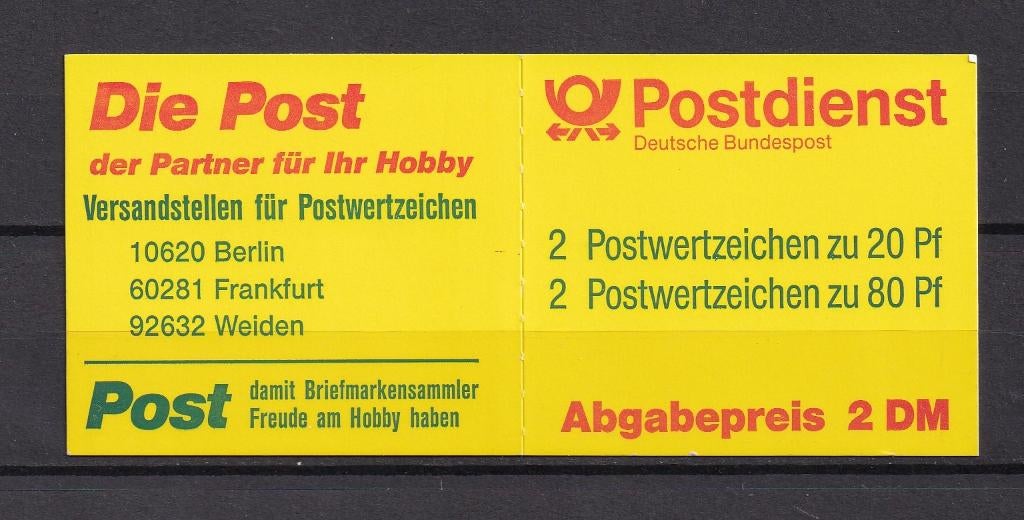 Die Post
der Partner für Ihr Hobby
Versandstellen für Postwertzeichen
10620 Berlin
60281 Frankfurt
92632 Weiden
Post
damit Briefmarkensammler
Freude am Hobby haben
Postdienst
Deutsche Bundespost
2 Postwertzeichen zu 20 Pf
2 Postwertzeichen zu 80 Pf
Abgabepreis 2 DM